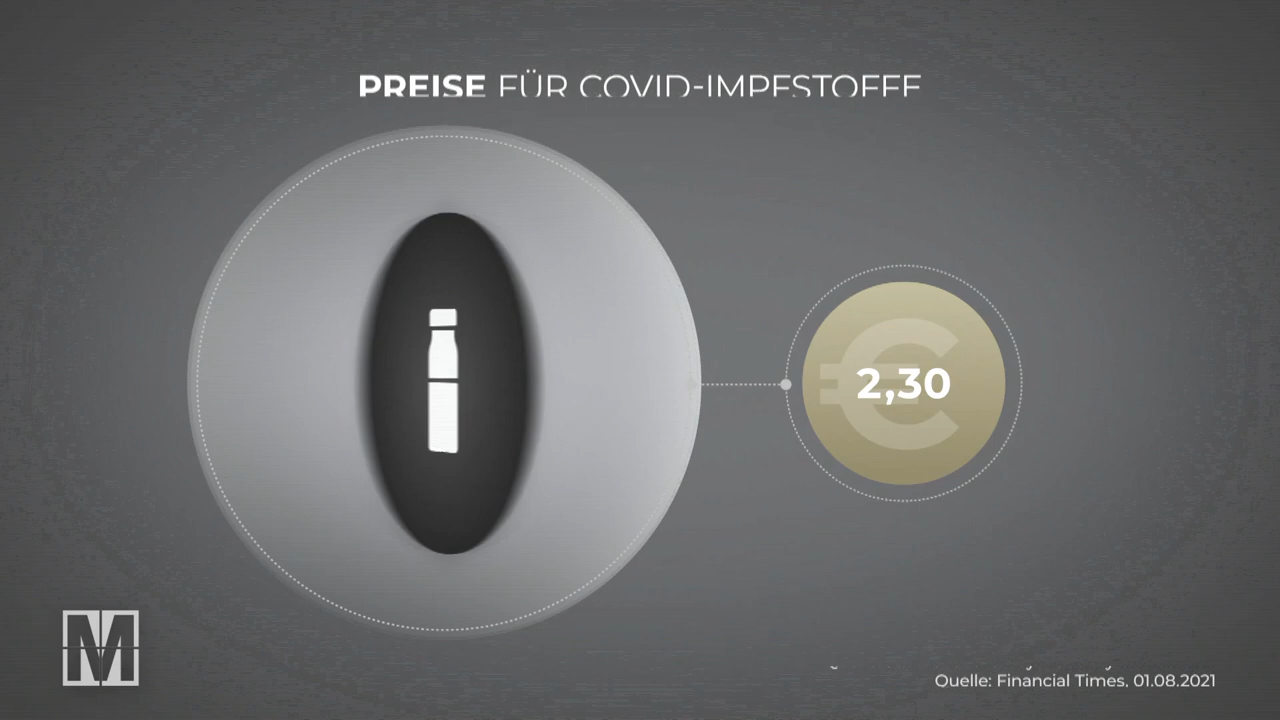 PREISE FÜR COVID-IMPFSTOFFE
€
2,30
M
Quelle: Financial Times, 01.08.2021